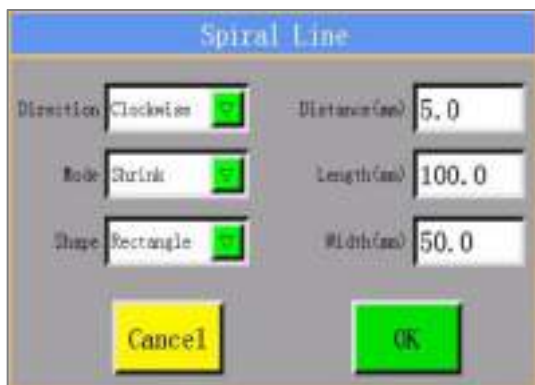 Spiral Line
Direction Clockwise Distance(mm) 5.0
Mode Shrink Length(mm) 100.0
Shape Rectangle Width(mm) 50.0
Cancel OK